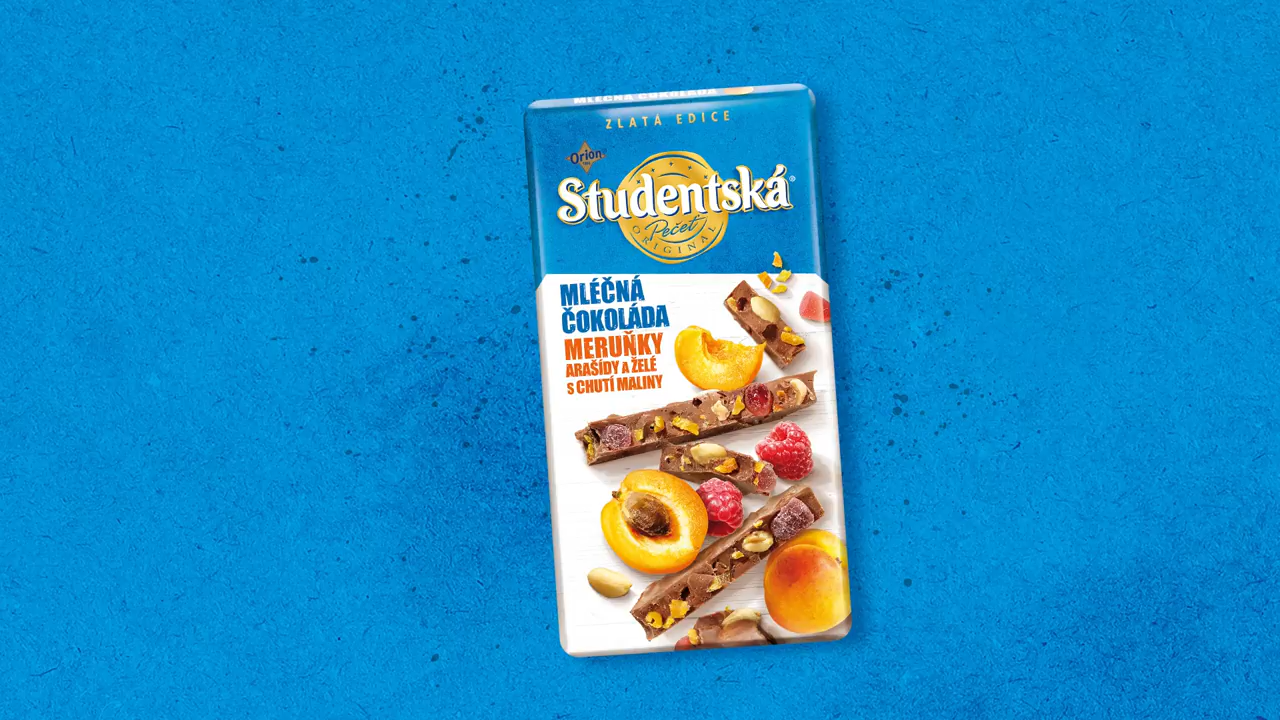 MLÉČNÁ ČOKOLÁDA
ZLATÁ EDICE
Orion
Studentská®
Pečeť
ORIGINAL
MLÉČNÁ
ČOKOLÁDA
MERUŇKY
ARAŠÍDY A ŽELÉ
S CHUTÍ MALINY